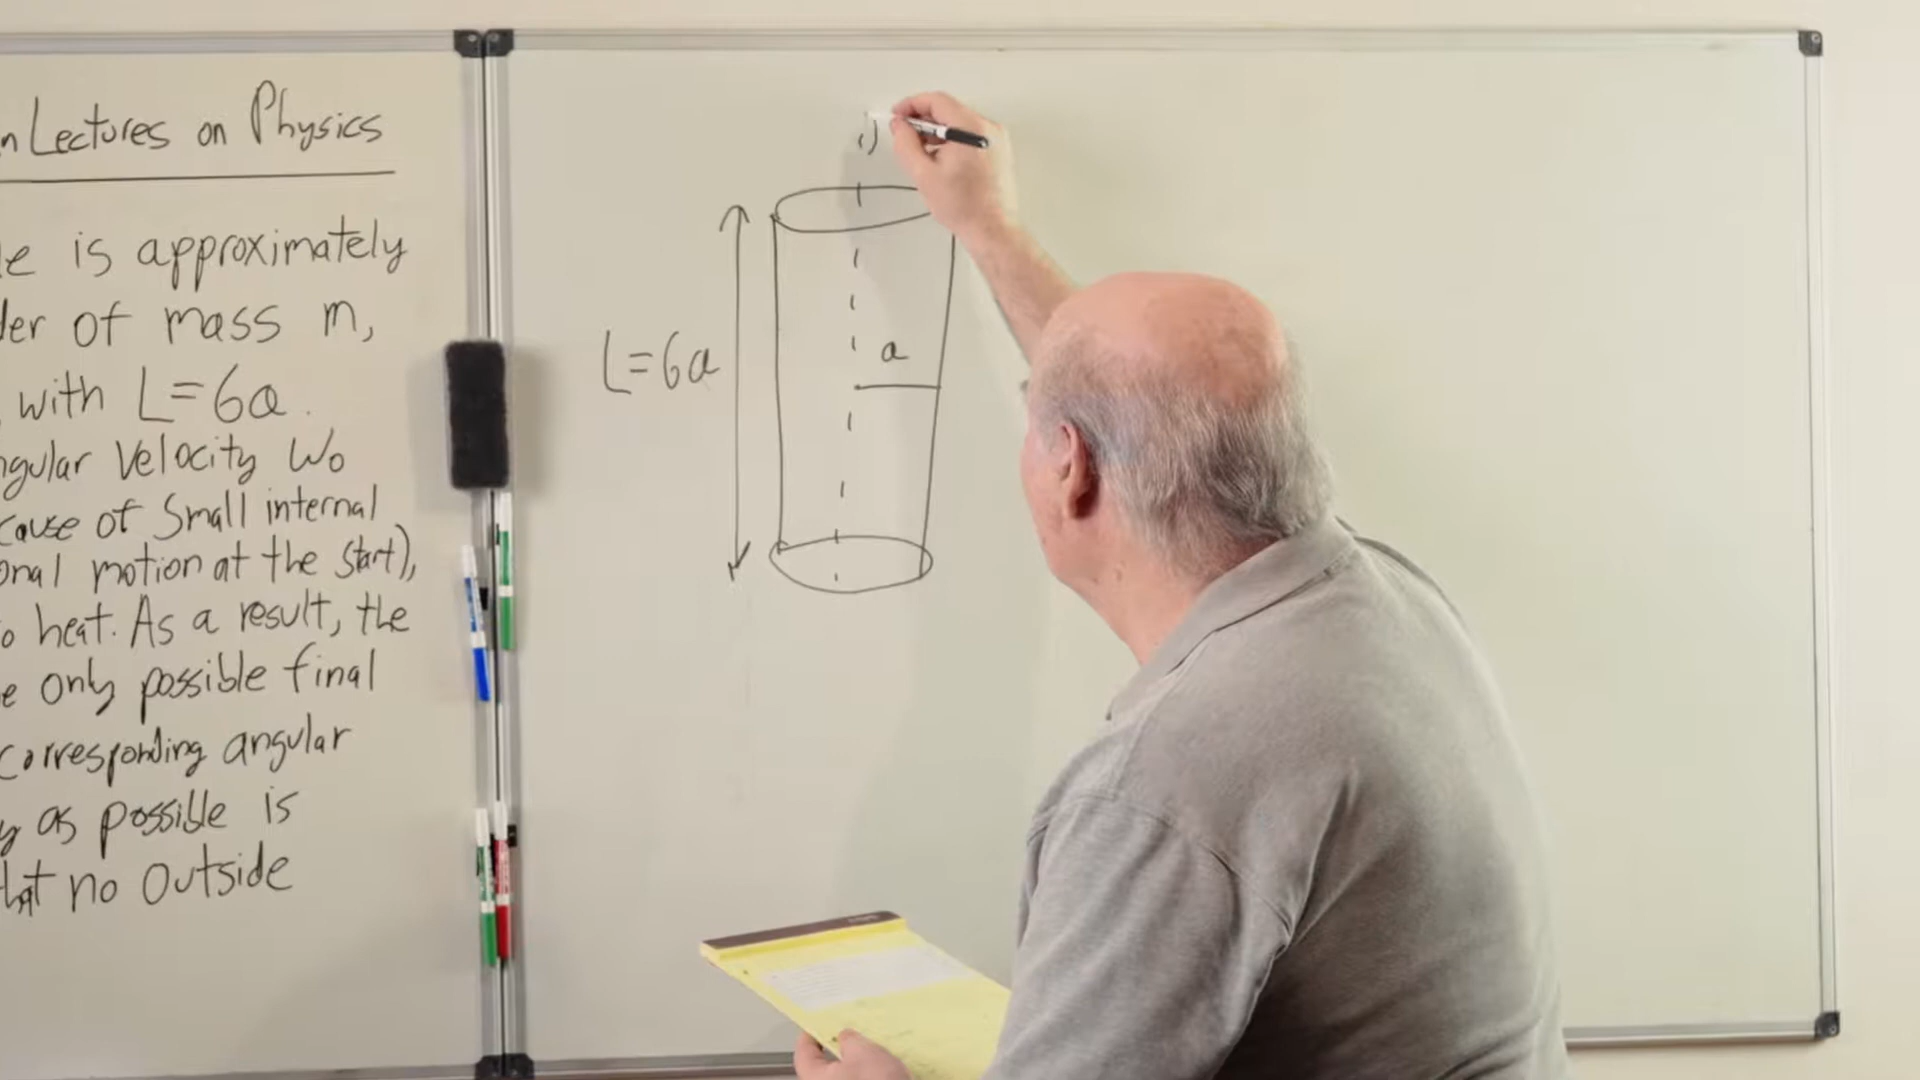 Lectures on Physics
is approximately
of mass m,
with L=6a.
Velocity ω₀
of Small internal
motion at the start),
heat. As a result, the
only possible final
corresponding angular
as possible is
no Outside
L=6a
a